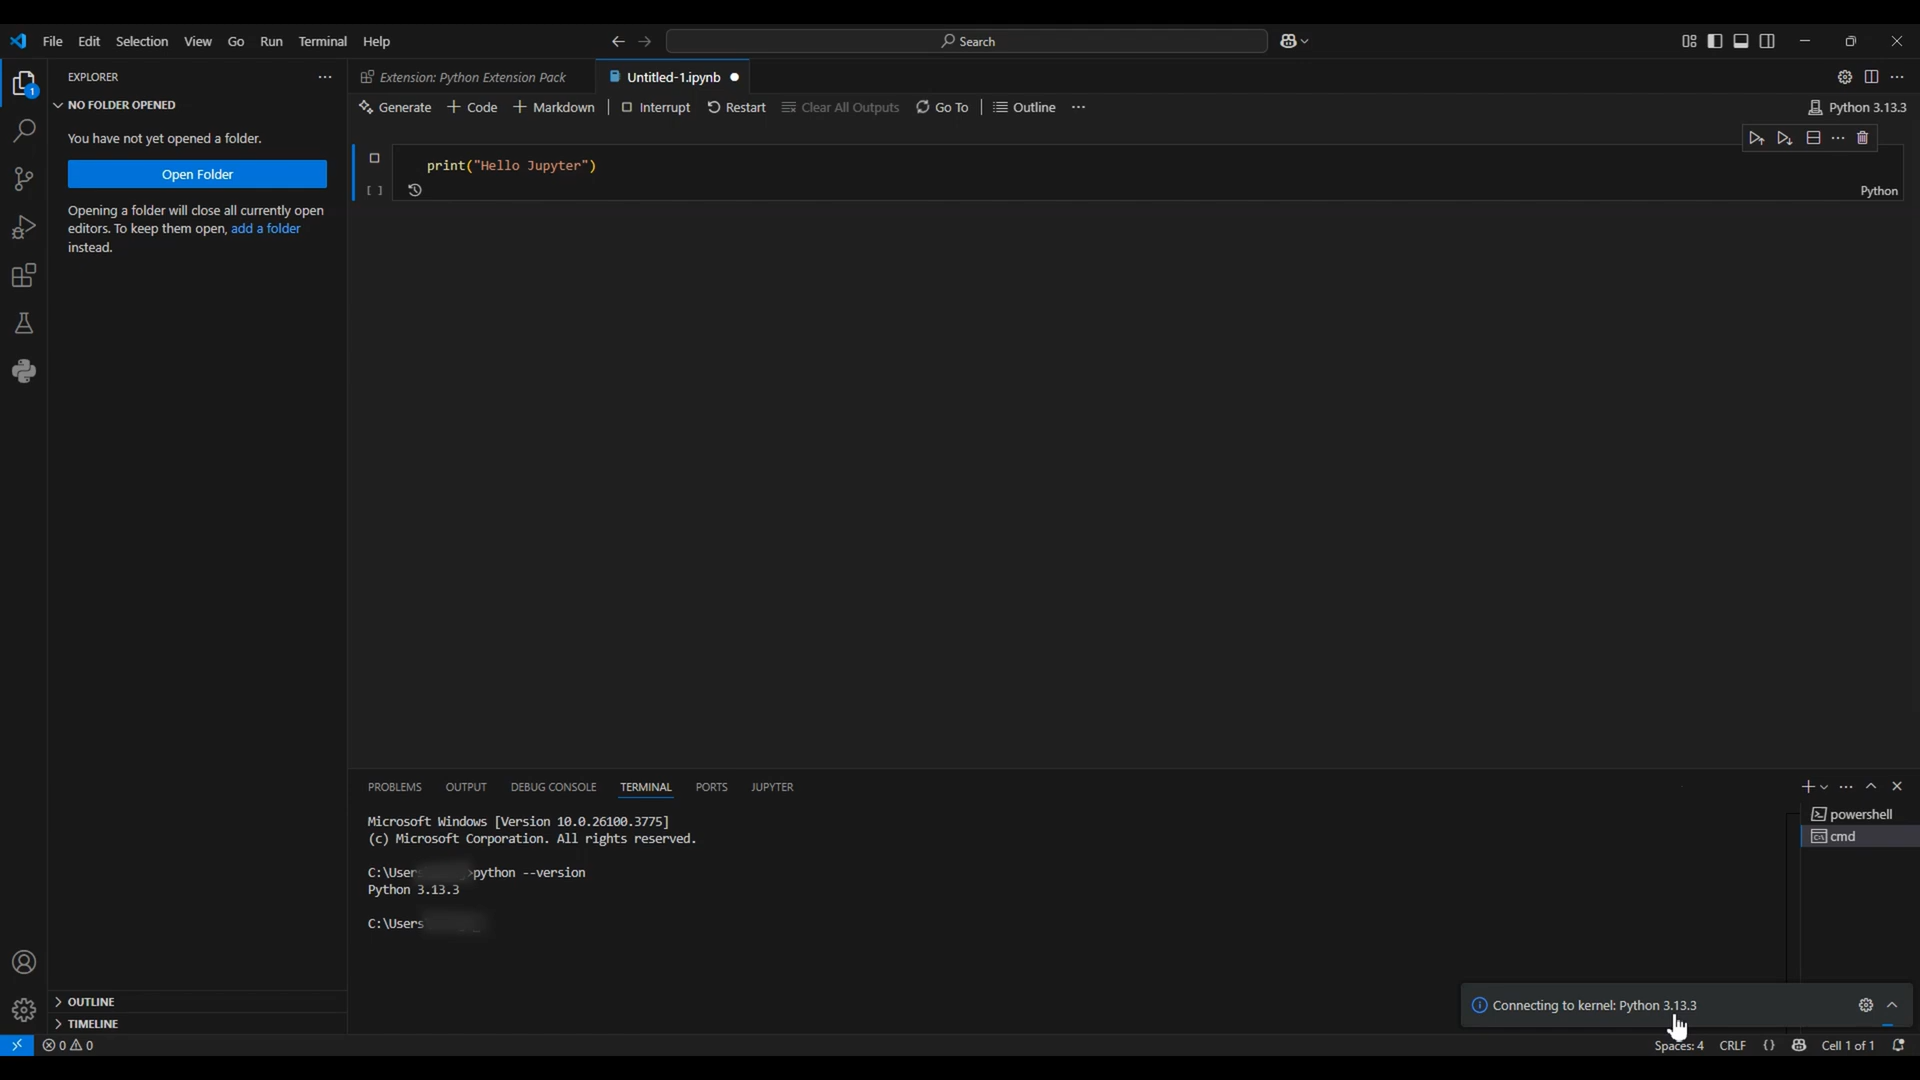 File Edit Selection View Go Run Terminal Help
Search
EXPLORER
Extension: Python Extension Pack
Untitled-1.ipynb
1
NO FOLDER OPENED
Generate Code Markdown Interrupt Restart Clear All Outputs Go To Outline
Python 3.13.3
You have not yet opened a folder.
Open Folder
Opening a folder will close all currently open
editors. To keep them open, add a folder
instead.
print("Hello Jupyter")
[ ]
Python
PROBLEMS OUTPUT DEBUG CONSOLE TERMINAL PORTS JUPYTER
Microsoft Windows [Version 10.0.26100.3775]
(c) Microsoft Corporation. All rights reserved.
C:\User >python --version
Python 3.13.3
C:\Users
powershell
cmd
OUTLINE
TIMELINE
Connecting to kernel: Python 3.13.3
0 0
Spaces: 4 CRLF {} Cell 1 of 1